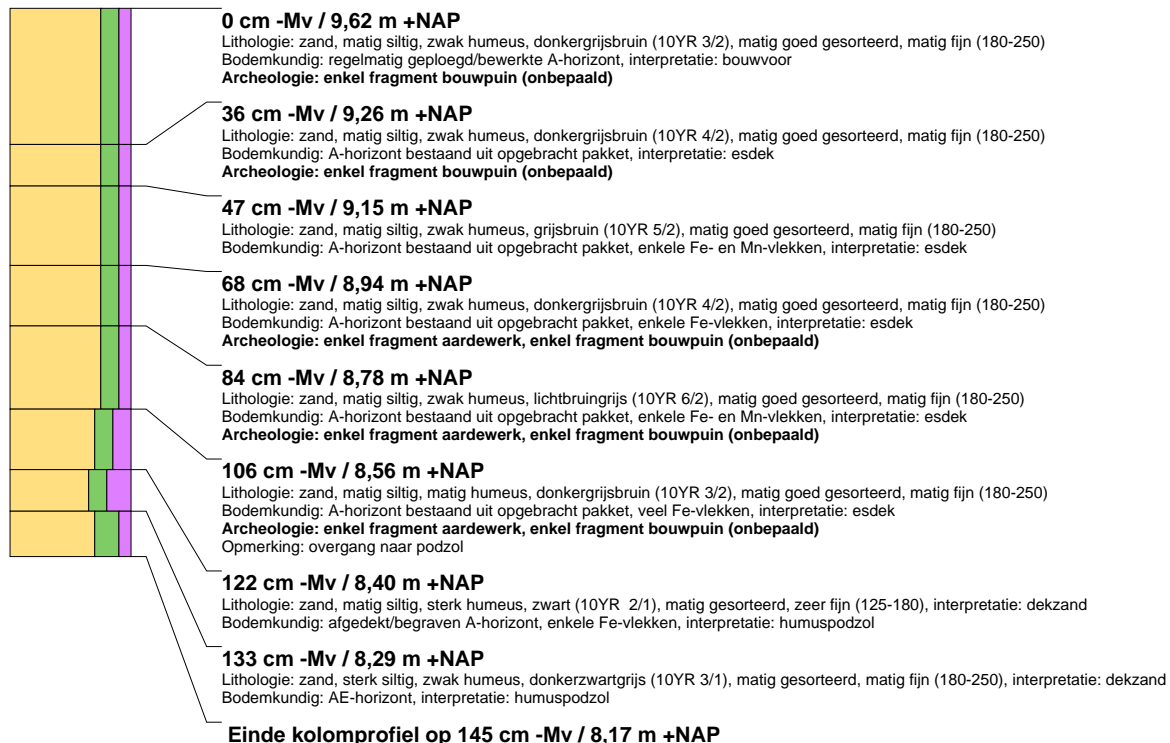 0 cm -Mv / 9,62 m +NAP
Lithologie: zand, matig siltig, zwak humeus, donkergrijsbruin (10YR 3/2), matig goed gesorteerd, matig fijn (180-250)
Bodemkundig: regelmatig geploegd/bewerkte A-horizont, interpretatie: bouwvoor
Archeologie: enkel fragment bouwpuin (onbepaald)
36 cm -Mv / 9,26 m +NAP
Lithologie: zand, matig siltig, zwak humeus, donkergrijsbruin (10YR 4/2), matig goed gesorteerd, matig fijn (180-250)
Bodemkundig: A-horizont bestaand uit opgebracht pakket, interpretatie: esdek
Archeologie: enkel fragment bouwpuin (onbepaald)
47 cm -Mv / 9,15 m +NAP
Lithologie: zand, matig siltig, zwak humeus, grijsbruin (10YR 5/2), matig goed gesorteerd, matig fijn (180-250)
Bodemkundig: A-horizont bestaand uit opgebracht pakket, enkele Fe- en Mn-vlekken, interpretatie: esdek
68 cm -Mv / 8,94 m +NAP
Lithologie: zand, matig siltig, zwak humeus, donkergrijsbruin (10YR 4/2), matig goed gesorteerd, matig fijn (180-250)
Bodemkundig: A-horizont bestaand uit opgebracht pakket, enkele Fe-vlekken, interpretatie: esdek
Archeologie: enkel fragment aardewerk, enkel fragment bouwpuin (onbepaald)
84 cm -Mv / 8,78 m +NAP
Lithologie: zand, matig siltig, zwak humeus, lichtbruingrijs (10YR 6/2), matig goed gesorteerd, matig fijn (180-250)
Bodemkundig: A-horizont bestaand uit opgebracht pakket, enkele Fe- en Mn-vlekken, interpretatie: esdek
Archeologie: enkel fragment aardewerk, enkel fragment bouwpuin (onbepaald)
106 cm -Mv / 8,56 m +NAP
Lithologie: zand, matig siltig, matig humeus, donkergrijsbruin (10YR 3/2), matig goed gesorteerd, matig fijn (180-250)
Bodemkundig: A-horizont bestaand uit opgebracht pakket, veel Fe-vlekken, interpretatie: esdek
Archeologie: enkel fragment aardewerk, enkel fragment bouwpuin (onbepaald)
Opmerking: overgang naar podzol
122 cm -Mv / 8,40 m +NAP
Lithologie: zand, matig siltig, sterk humeus, zwart (10YR 2/1), matig gesorteerd, zeer fijn (125-180), interpretatie: dekzand
Bodemkundig: afgedekt/begraven A-horizont, enkele Fe-vlekken, interpretatie: humuspodzol
133 cm -Mv / 8,29 m +NAP
Lithologie: zand, sterk siltig, zwak humeus, donkerzwartgrijs (10YR 3/1), matig gesorteerd, matig fijn (180-250), interpretatie: dekzand
Bodemkundig: AE-horizont, interpretatie: humuspodzol
Einde kolomprofiel op 145 cm -Mv / 8,17 m +NAP